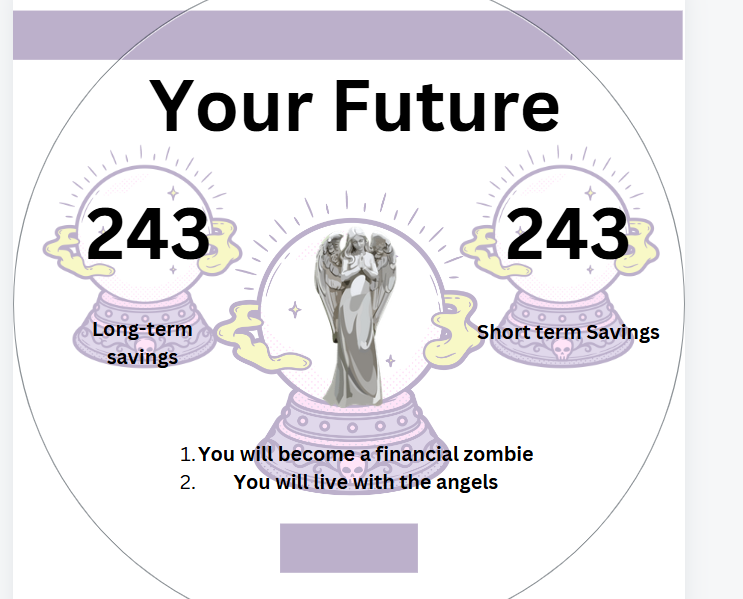 Your Future
243
243
Long-term
savings
Short term Savings
1. You will become a financial zombie
2. You will live with the angels